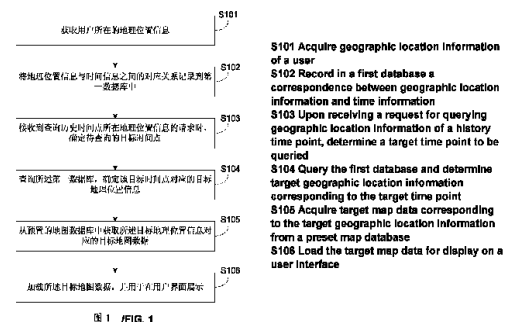 S101
获取用户所在的地理位置信息
S102
将地理位置信息与时间信息之间的对应关系记录到第
一数据库中
S103
接收到查询历史时间点所在地理位置信息的请求时,
确定待查询的目标时间点
S104
查询所述第一数据库,确定该目标时间点对应的目标
地理位置信息
S105
从预置的地图数据库中获取所述目标地理位置信息对
应的目标地图数据
S106
加载所述目标地图数据,并用于在用户界面展示
图 1 /FIG. 1
S101 Acquire geographic location information
of a user
S102 Record in a first database a
correspondence between geographic location
information and time information
S103 Upon receiving a request for querying
geographic location information of a history
time point, determine a target time point to be
queried
S104 Query the first database and determine
target geographic location information
corresponding to the target time point
S105 Acquire target map data corresponding
to the target geographic location information
from a preset map database
S106 Load the target map data for display on a
user interface